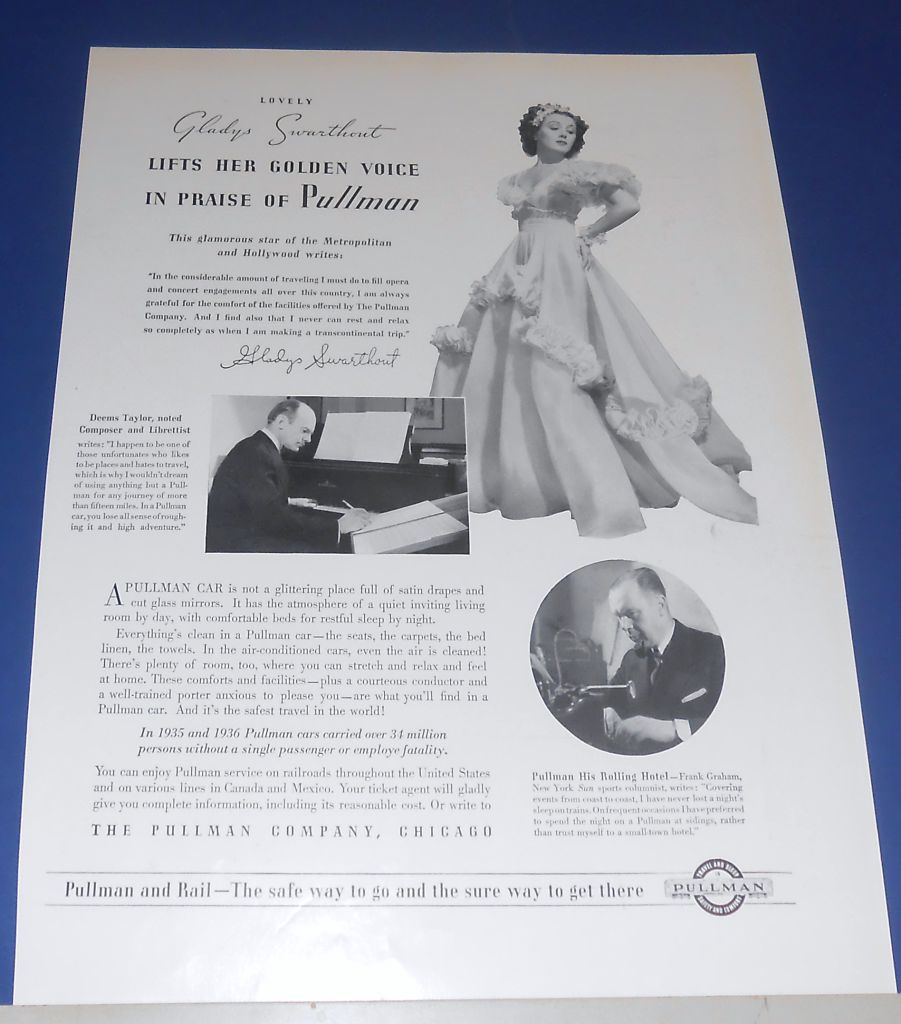 LOVELY
Gladys Swarthout
LIFTS HER GOLDEN VOICE
IN PRAISE OF Pullman
This glamorous star of the Metropolitan
and Hollywood writes:
"In the considerable amount of traveling I must do to fill opera
and concert engagements all over this country, I am always
grateful for the comfort of the facilities offered by The Pullman
Company. And I find also that I never can rest and relax
so completely as when I am making a transcontinental trip."
Gladys Swarthout
Deems Taylor, noted
Composer and Librettist
writes: "I happen to be one of
those unfortunates who likes
to be places and hates to travel,
which is why I wouldn't dream
of using anything but a Pull-
man for any journey of more
than fifteen miles. In a Pullman
car, you lose all sense of rough-
ing it and high adventure."
A PULLMAN CAR is not a glittering place full of satin drapes and
cut glass mirrors. It has the atmosphere of a quiet inviting living
room by day, with comfortable beds for restful sleep by night.
Everything's clean in a Pullman car—the seats, the carpets, the bed
linen, the towels. In the air-conditioned cars, even the air is cleaned!
There's plenty of room, too, where you can stretch and relax and feel
at home. These comforts and facilities—plus a courteous conductor and
a well-trained porter anxious to please you—are what you'll find in a
Pullman car. And it's the safest travel in the world!
In 1935 and 1936 Pullman cars carried over 34 million
persons without a single passenger or employe fatality.
You can enjoy Pullman service on railroads throughout the United States
and on various lines in Canada and Mexico. Your ticket agent will gladly
give you complete information, including its reasonable cost. Or write to
THE PULLMAN COMPANY, CHICAGO
Pullman His Rolling Hotel—Frank Graham,
New York Sun sports columnist, writes: "Covering
events from coast to coast, I have never lost a night's
sleep on trains. On frequent occasions I have preferred
to spend the night on a Pullman at sidings, rather
than trust myself to a small-town hotel."
Pullman and Rail—The safe way to go and the sure way to get there
TRAVEL AND SLEEP
IN
PULLMAN
SAFETY AND COMFORT